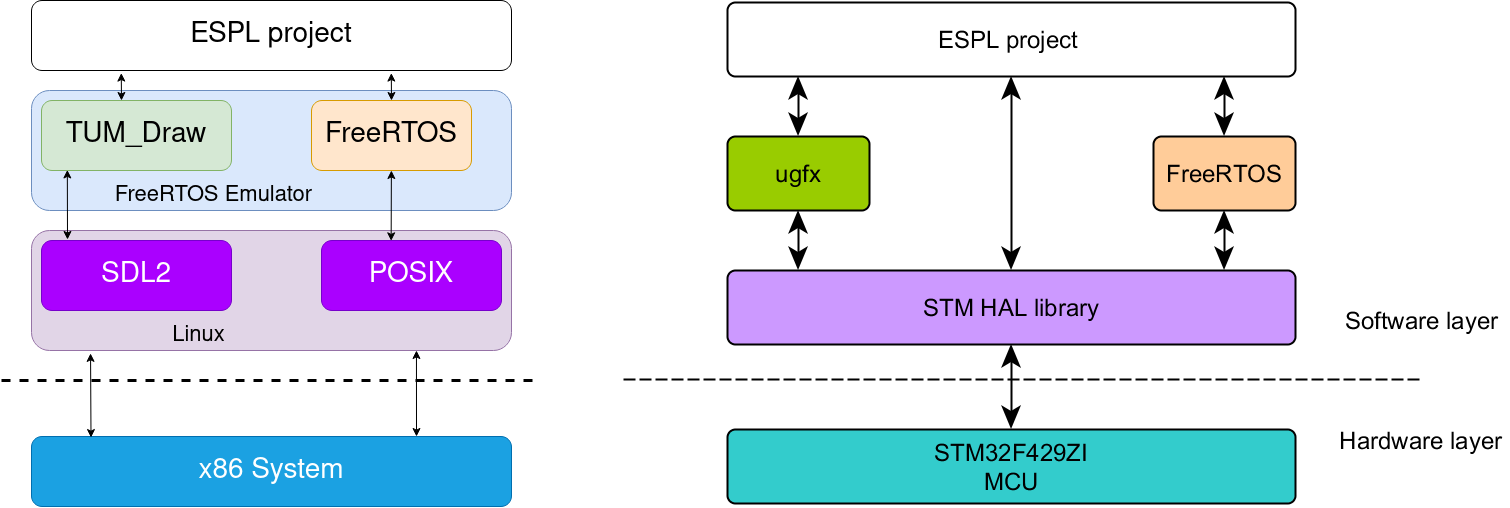 ESPL project
TUM_Draw
FreeRTOS
FreeRTOS Emulator
SDL2
POSIX
Linux
x86 System
ESPL project
ugfx
FreeRTOS
STM HAL library
Software layer
Hardware layer
STM32F429ZI
MCU